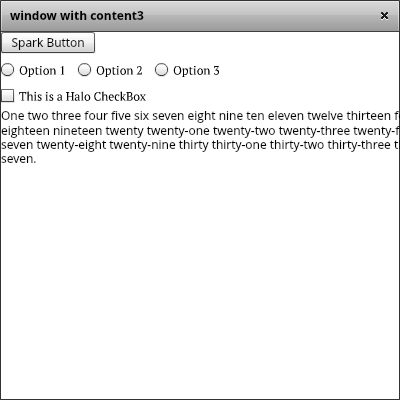 window with content3
Spark Button
Option 1 Option 2 Option 3
This is a Halo CheckBox
One two three four five six seven eight nine ten eleven twelve thirteen
eighteen nineteen twenty twenty-one twenty-two twenty-three
seven twenty-eight twenty-nine thirty thirty-one thirty-two thirty-three
seven.